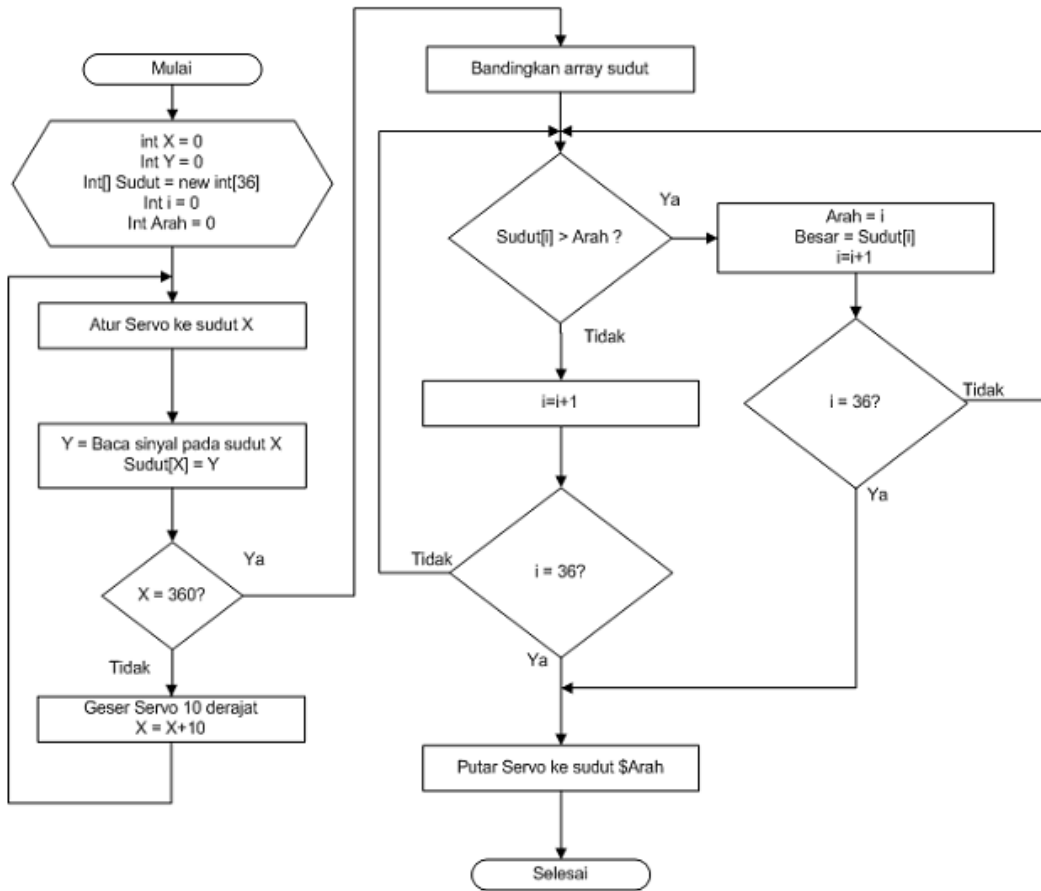 Mulai
int X = 0
Int Y = 0
Int[] Sudut = new int[36]
Int i = 0
Int Arah = 0
Atur Servo ke sudut X
Y = Baca sinyal pada sudut X
Sudut[X] = Y
X = 360?
Ya
Tidak
Geser Servo 10 derajat
X = X+10
Bandingkan array sudut
Sudut[i] > Arah ?
Ya
Tidak
Arah = i
Besar = Sudut[i]
i=i+1
i = 36?
Tidak
Ya
i=i+1
i = 36?
Tidak
Ya
Putar Servo ke sudut $Arah
Selesai